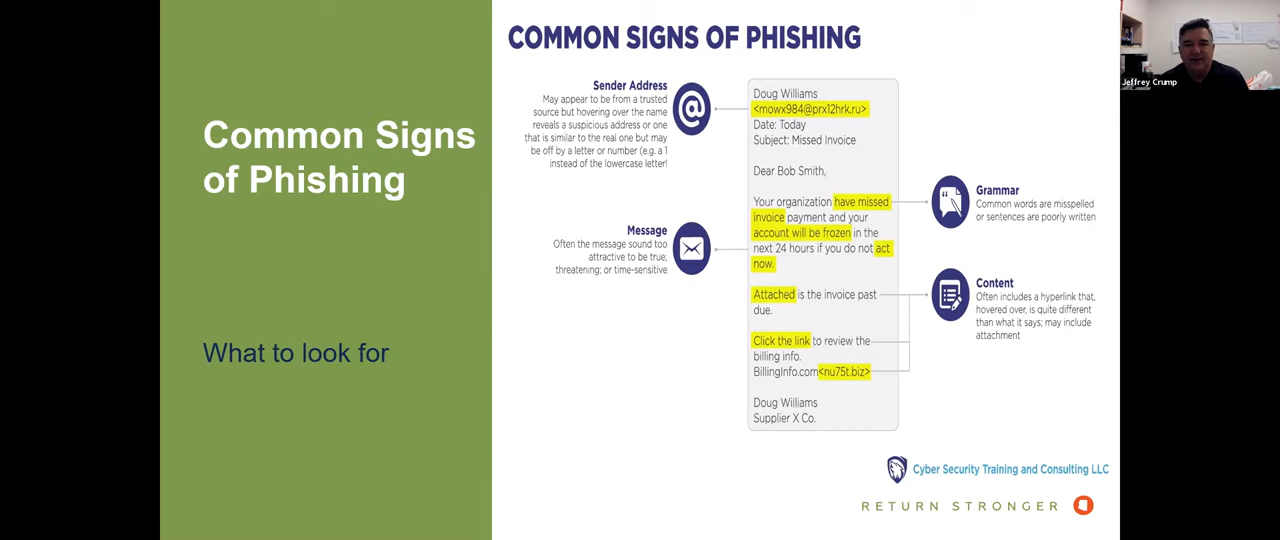 Common Signs
of Phishing
What to look for
COMMON SIGNS OF PHISHING
Sender Address
May appear to be from a trusted
source but hovering over the name
reveals a suspicious address or one
that is similar to the real one but may
be off by a letter or number (e.g. a 1
instead of the lowercase letter!
Message
Often the message sound too
attractive to be true;
threatening; or time-sensitive
Doug Williams
<mowx984@prx12hrk.ru>
Date: Today
Subject: Missed Invoice
Dear Bob Smith,
Your organization have missed
invoice payment and your
account will be frozen in the
next 24 hours if you do not act
now.
Attached is the invoice past
due.
Click the link to review the
billing info.
BillingInfo.com<nu75t.biz>
Doug Williams
Supplier X Co.
Grammar
Common words are misspelled
or sentences are poorly written
Content
Often includes a hyperlink that,
hovered over, is quite different
than what it says; may include
attachment
Cyber Security Training and Consulting LLC
RETURN STRONGER
Jeffrey Crump